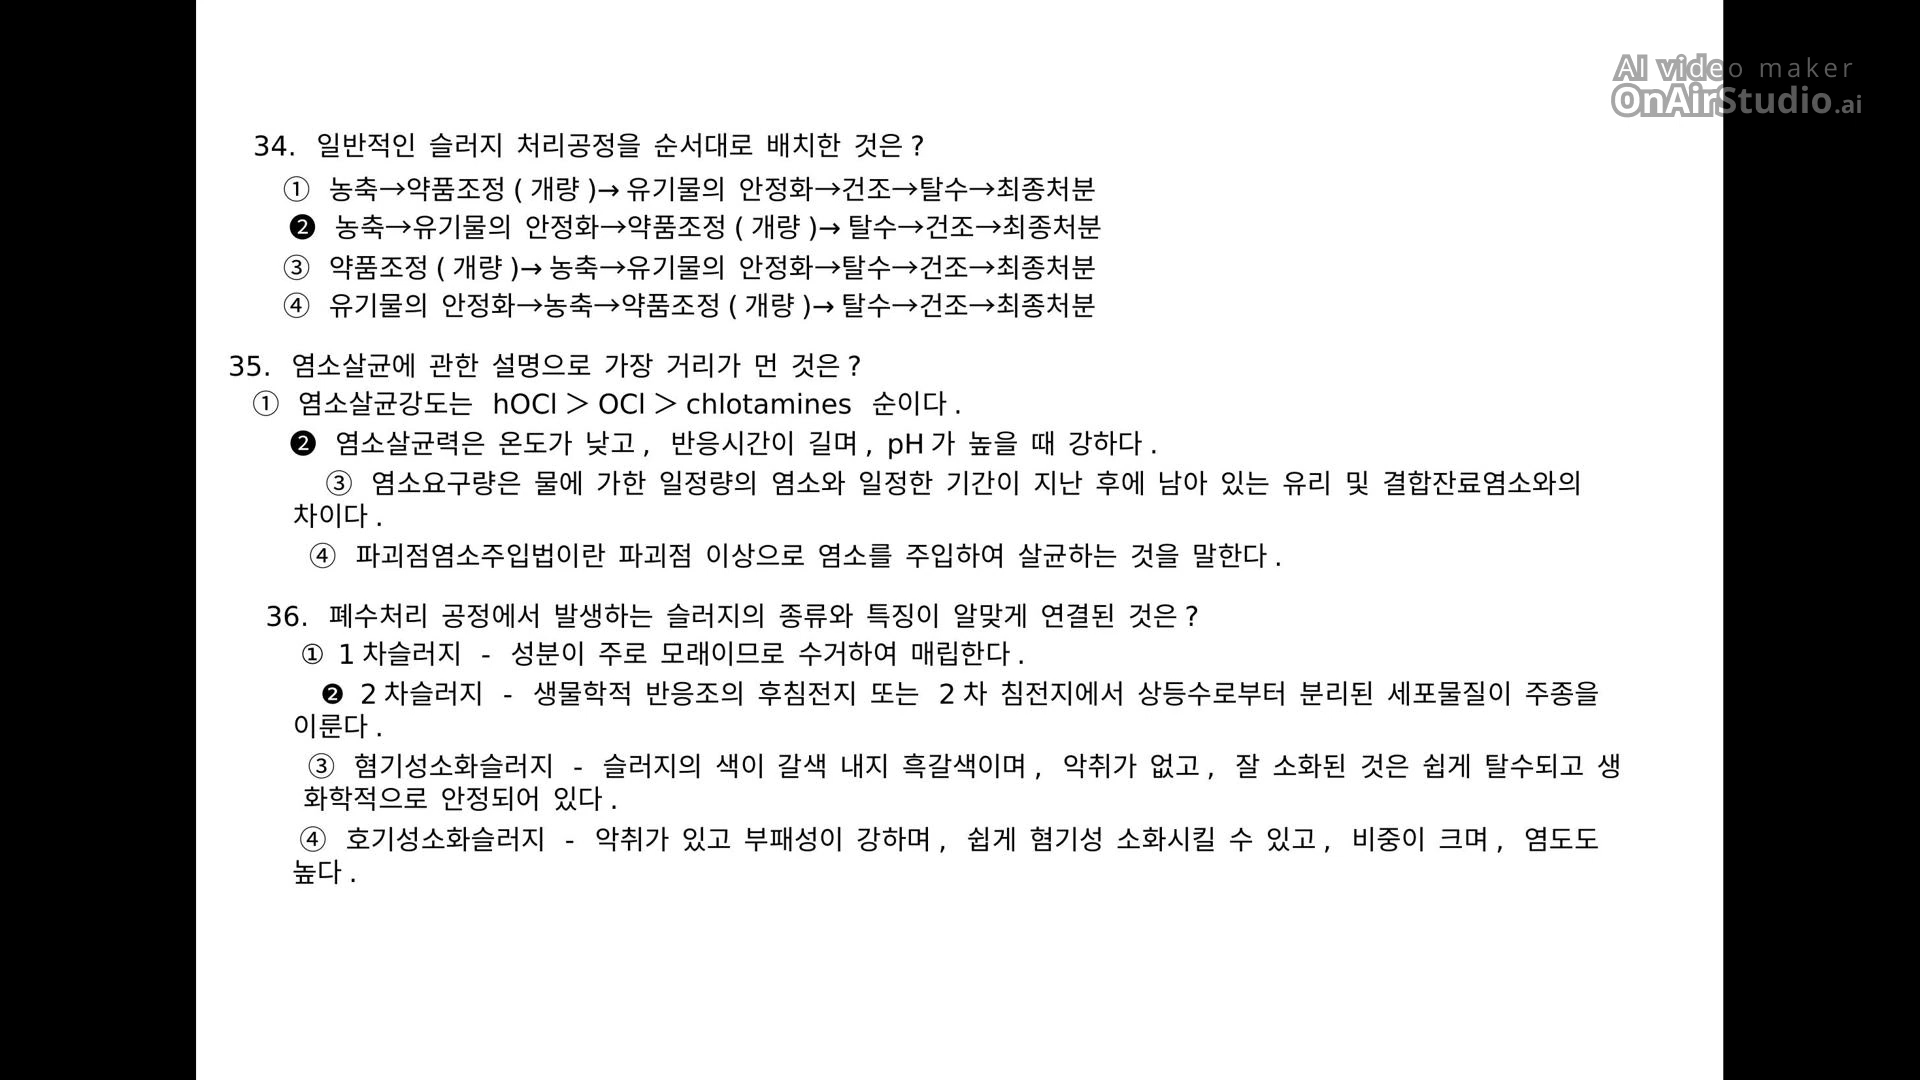 AI video maker
OnAirStudio.ai
34. 일반적인 슬러지 처리공정을 순서대로 배치한 것은?
① 농축→약품조정(개량)→유기물의 안정화→건조→탈수→최종처분
❷ 농축→유기물의 안정화→약품조정(개량)→탈수→건조→최종처분
③ 약품조정(개량)→농축→유기물의 안정화→탈수→건조→최종처분
④ 유기물의 안정화→농축→약품조정(개량)→탈수→건조→최종처분
35. 염소살균에 관한 설명으로 가장 거리가 먼 것은?
① 염소살균강도는 hOCl＞OCl＞chlotamines 순이다.
❷ 염소살균력은 온도가 낮고, 반응시간이 길며, pH가 높을 때 강하다.
③ 염소요구량은 물에 가한 일정량의 염소와 일정한 기간이 지난 후에 남아 있는 유리 및 결합잔료염소와의
차이다.
④ 파괴점염소주입법이란 파괴점 이상으로 염소를 주입하여 살균하는 것을 말한다.
36. 폐수처리 공정에서 발생하는 슬러지의 종류와 특징이 알맞게 연결된 것은?
① 1차슬러지 - 성분이 주로 모래이므로 수거하여 매립한다.
❷ 2차슬러지 - 생물학적 반응조의 후침전지 또는 2차 침전지에서 상등수로부터 분리된 세포물질이 주종을
이룬다.
③ 혐기성소화슬러지 - 슬러지의 색이 갈색 내지 흑갈색이며, 악취가 없고, 잘 소화된 것은 쉽게 탈수되고 생
화학적으로 안정되어 있다.
④ 호기성소화슬러지 - 악취가 있고 부패성이 강하며, 쉽게 혐기성 소화시킬 수 있고, 비중이 크며, 염도도
높다.